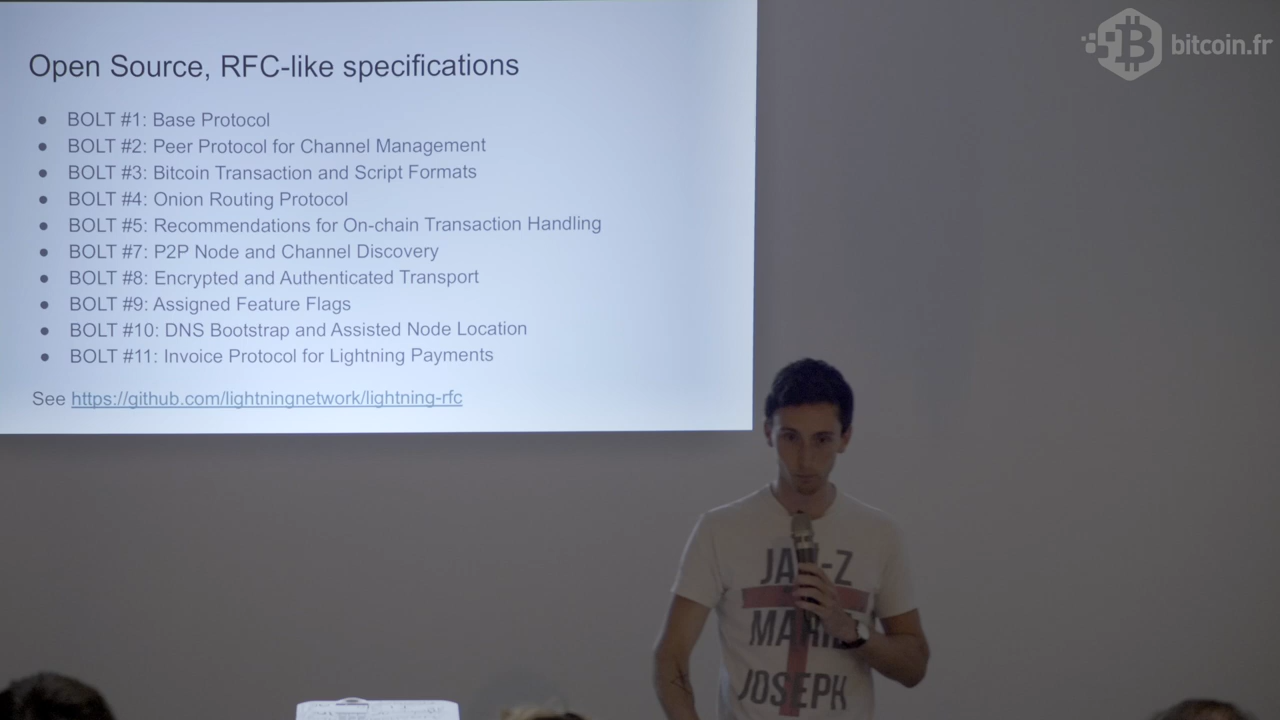 Open Source, RFC-like specifications
BOLT #1: Base Protocol
BOLT #2: Peer Protocol for Channel Management
BOLT #3: Bitcoin Transaction and Script Formats
BOLT #4: Onion Routing Protocol
BOLT #5: Recommendations for On-chain Transaction Handling
BOLT #7: P2P Node and Channel Discovery
BOLT #8: Encrypted and Authenticated Transport
BOLT #9: Assigned Feature Flags
BOLT #10: DNS Bootstrap and Assisted Node Location
BOLT #11: Invoice Protocol for Lightning Payments
See https://github.com/lightningnetwork/lightning-rfc
bitcoin.fr
JOSEPH